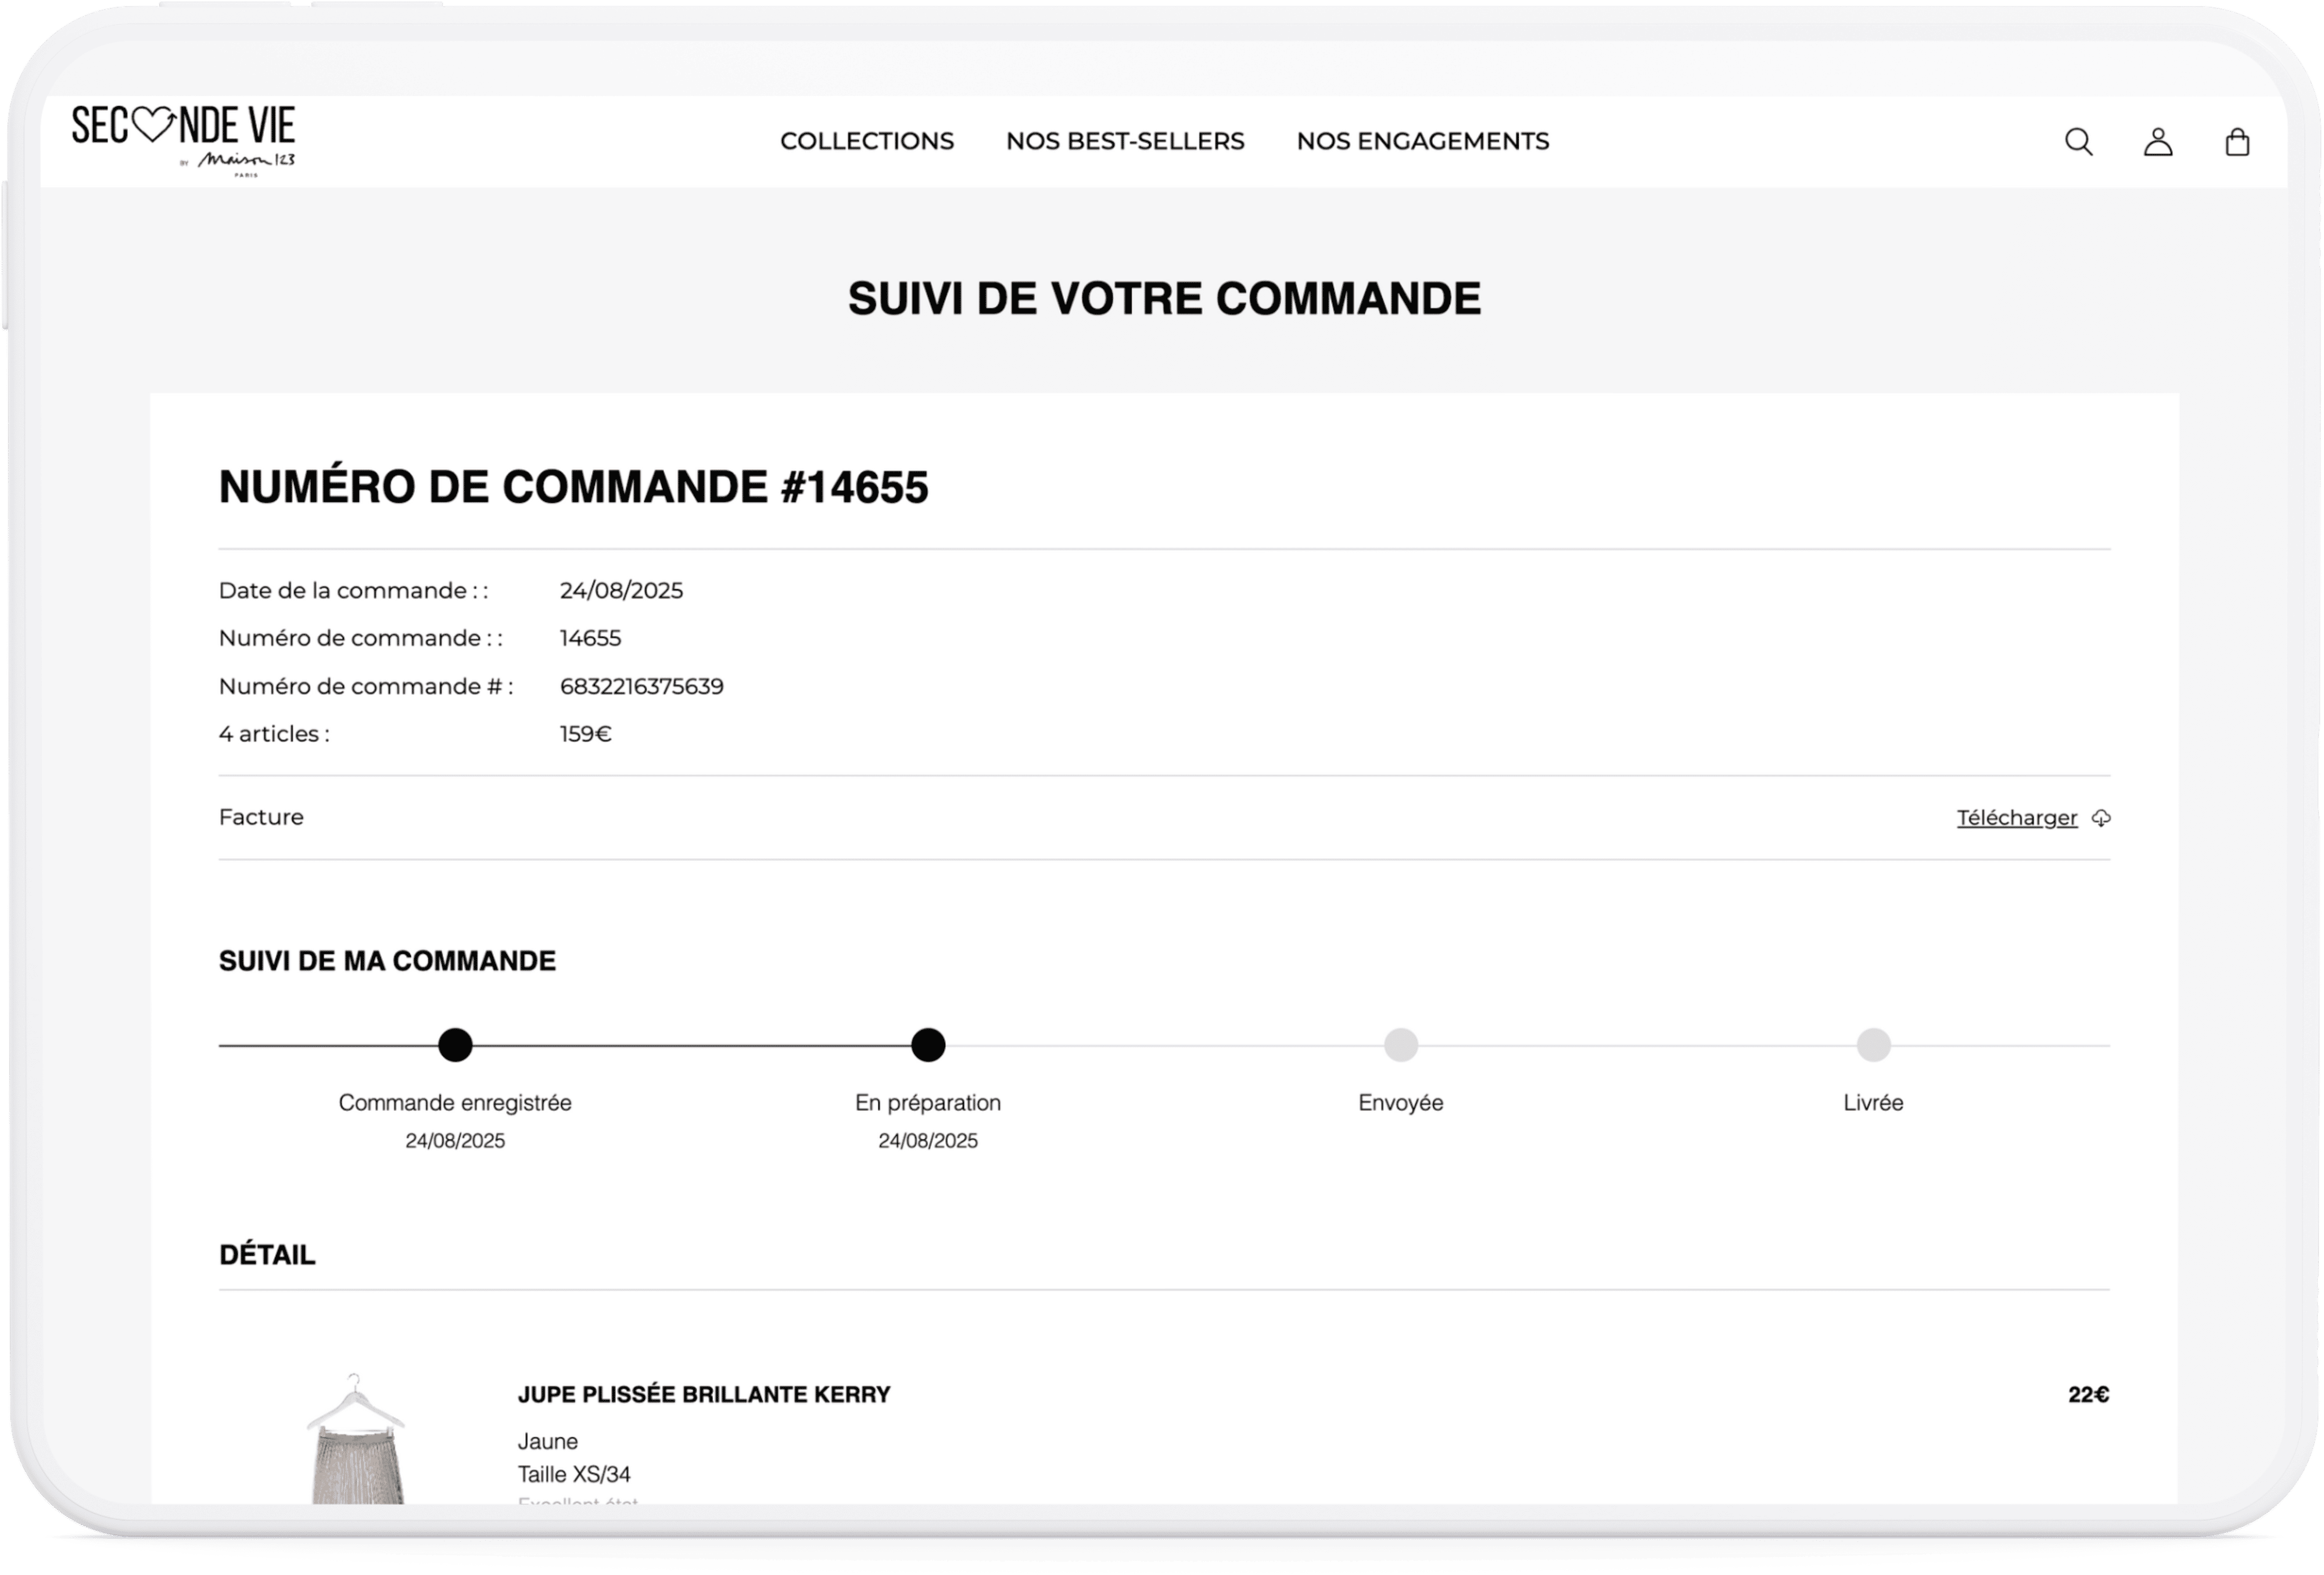 SECONDE VIE
BY Maison 123
PARIS
COLLECTIONS
NOS BEST-SELLERS
NOS ENGAGEMENTS
SUIVI DE VOTRE COMMANDE
NUMÉRO DE COMMANDE #14655
Date de la commande : : 24/08/2025
Numéro de commande : : 14655
Numéro de commande # : 6832216375639
4 articles : 159€
Facture
Télécharger
SUIVI DE MA COMMANDE
Commande enregistrée
24/08/2025
En préparation
24/08/2025
Envoyée
Livrée
DÉTAIL
JUPE PLISSÉE BRILLANTE KERRY 22€
Jaune
Taille XS/34
Excellent état